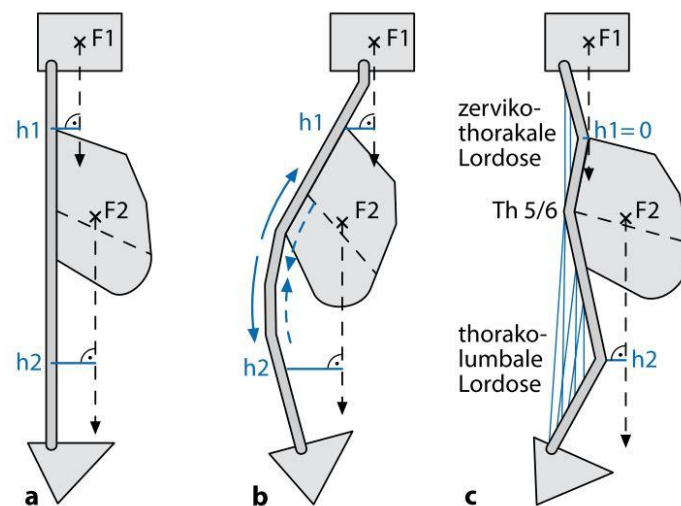 F1
h1
F2
h2
a
F1
h1
F2
h2
b
F1
zerviko-
thorakale
Lordose
h1=0
Th 5/6
F2
thorako-
lumbale
Lordose
h2
c